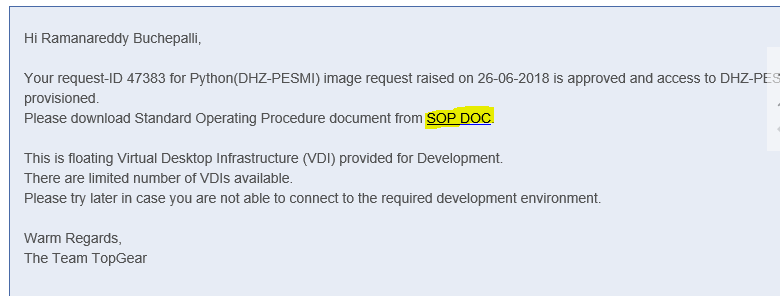 Hi Ramanareddy Buchepalli,
Your request-ID 47383 for Python(DHZ-PESMI) image request raised on 26-06-2018 is approved and access to DHZ-PES
provisioned.
Please download Standard Operating Procedure document from SOP DOC.
This is floating Virtual Desktop Infrastructure (VDI) provided for Development.
There are limited number of VDIs available.
Please try later in case you are not able to connect to the required development environment.
Warm Regards,
The Team TopGear